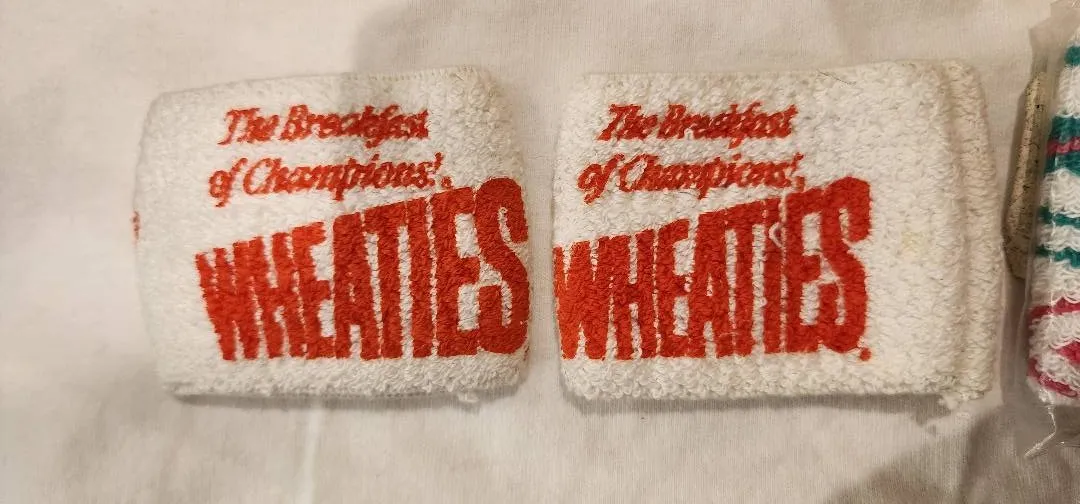 The Breakfast
of Champions!
WHEATIES
The Breakfast
of Champions!
WHEATIES.